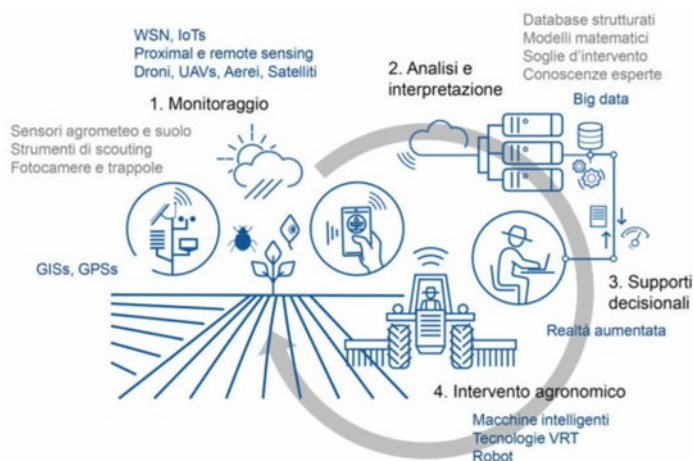 WSN, IoTs
Proximal e remote sensing
Droni, UAVs, Aerei, Satelliti
1. Monitoraggio
Sensori agrometeo e suolo
Strumenti di scouting
Fotocamere e trappole
GISs, GPSs
Database strutturati
Modelli matematici
Soglie d'intervento
Conoscenze esperte
2. Analisi e
interpretazione
Big data
3. Supporti
decisionali
Realtà aumentata
4. Intervento agronomico
Macchine intelligenti
Tecnologie VRT
Robot